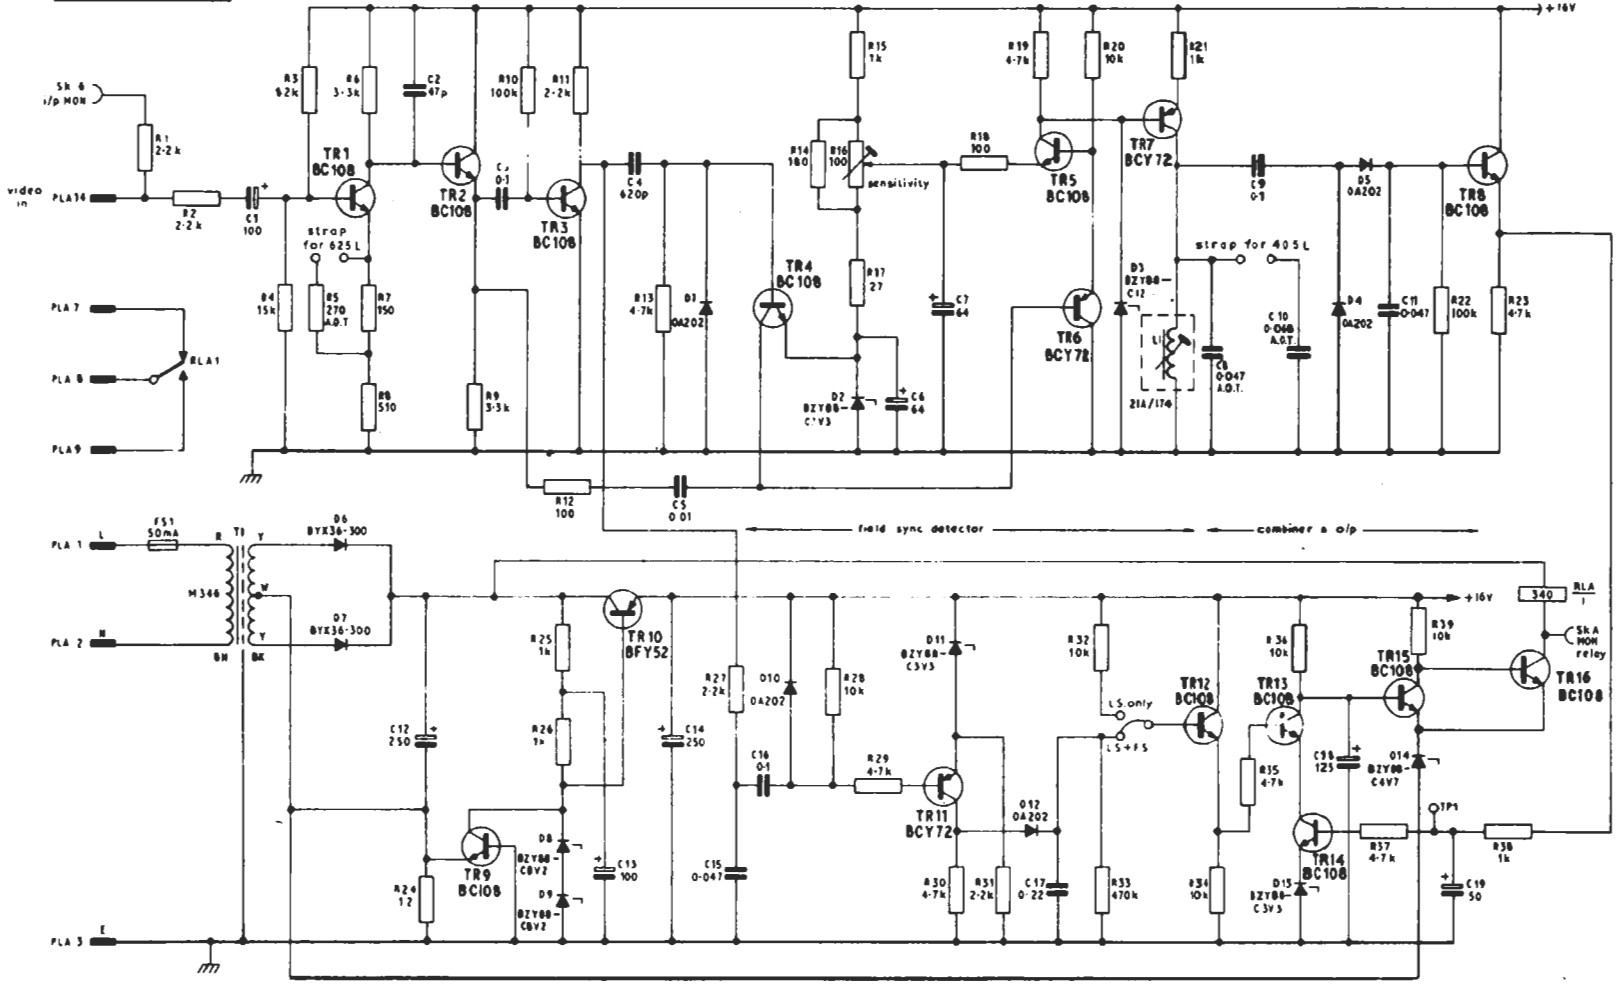 +16V
Sk 6
i/p MON
R1
2·2k
video
in
PLA14
R2
2·2k
C1
100
R3
R6
3·3k
C2
47p
R10
100k
R11
2·2k
TR1
BC108
TR2
BC108
0·1
TR3
BC108
C4
620p
strap
for 625L
R4
15k
R5
270
A.O.T
R7
150
R8
510
R9
3·3k
PLA 7
RLA1
PLA 8
PLA 9
R12
100
C5
0·01
R13
4·7k
D1
OA202
TR4
BC108
R15
1k
R14
180
R16
100
sensitivity
R17
27
D2
BZY88–
C6
64
C7
64
R18
100
R19
4·7k
R20
10k
R21
TR5
BC108
TR6
BCY72
TR7
BCY72
D3
BZY88–
C12
L1
21A/174
C8
0·047
A.O.T.
strap for 405L
C10
0·068
A.O.T.
C9
0·1
D5
OA202
D4
OA202
C11
0·047
R22
100k
R23
4·7k
TR8
BC108
field sync detector
combiner & o/p
PLA 1
L
FS1
50mA
R
T1
Y
W
Y
M346
BN
BK
PLA 2
N
D6
BYX36-300
D7
BYX36-300
C12
250
R24
12
TR9
BC108
R25
1k
R26
1k
D8
BZY88–
C8V2
D9
BZY88–
C8V2
TR10
BFY52
C13
100
C14
250
C15
0·047
R27
2·2k
C16
0·1
D10
OA202
R28
10k
R29
4·7k
D11
BZY88–
C3V3
TR11
BCY72
R30
4·7k
R31
2·2k
D12
OA202
C17
0·22
R32
10k
L.S.only
LS+FS
R33
470k
TR12
BC108
R34
10k
R35
4·7k
R36
10k
TR13
BC108
TR14
BC108
D13
BZY88–
C3V3
125
TR15
BC108
D14
BZY88–
C4V7
R37
4·7k
TP1
R38
1k
C19
50
R39
10k
+16V
340
RLA
1
SkA
MON
relay
TR16
BC108
PLA 3
E